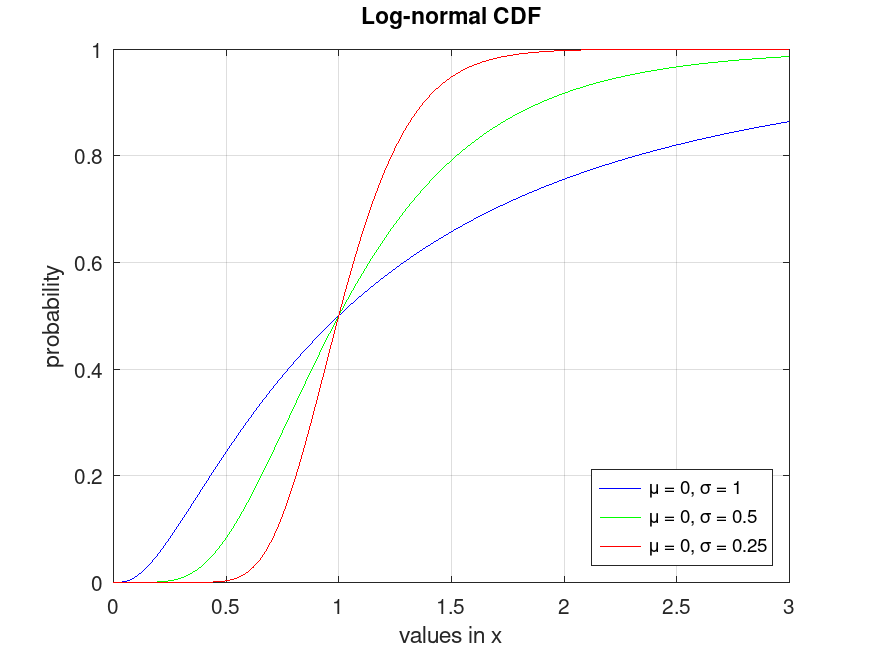 Log-normal CDF
1
0.8
0.6
0.4
0.2
0
probability
0
0.5
1
1.5
2
2.5
3
values in x
μ = 0, σ = 1
μ = 0, σ = 0.5
μ = 0, σ = 0.25